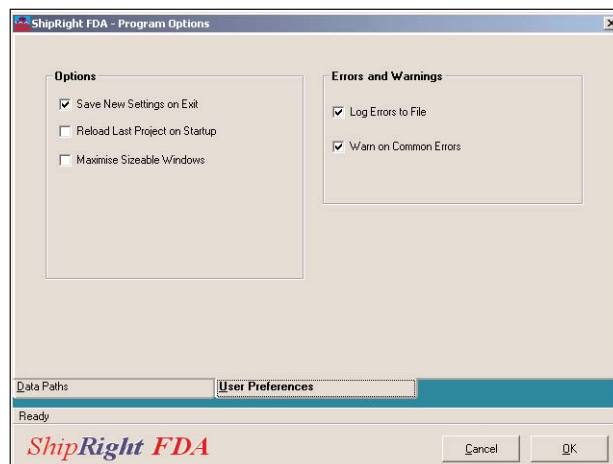 ShipRight FDA - Program Options
Options
Save New Settings on Exit
Reload Last Project on Startup
Maximise Sizeable Windows
Errors and Warnings
Log Errors to File
Warn on Common Errors
Data Paths
User Preferences
Ready
ShipRight FDA
Cancel
OK